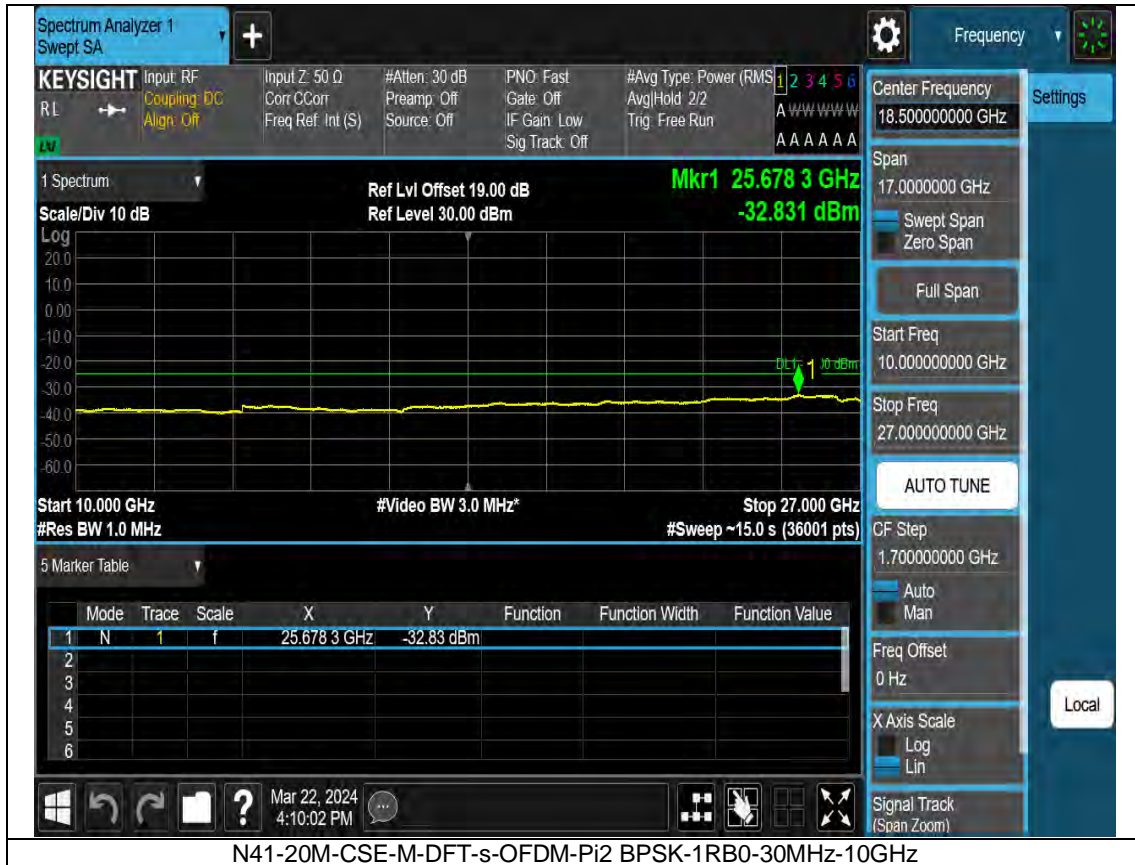 Spectrum Analyzer 1
Swept SA
Frequency
KEYSIGHT
RL
LXI
Input: RF
Coupling: DC
Align: Off
Input Z: 50 Ω
Corr CCorr
Freq Ref: Int (S)
#Atten: 30 dB
Preamp: Off
Source: Off
PNO: Fast
Gate: Off
IF Gain: Low
Sig Track: Off
#Avg Type: Power (RMS
Avg|Hold: 2/2
Trig: Free Run
1 2 3 4 5 6
A W W W W W
A A A A A A
1 Spectrum
Scale/Div 10 dB
Ref Lvl Offset 19.00 dB
Ref Level 30.00 dBm
Mkr1 25.678 3 GHz
-32.831 dBm
Log
20.0
10.0
0.00
-10.0
-20.0
-30.0
-40.0
-50.0
-60.0
1
Start 10.000 GHz
#Video BW 3.0 MHz*
Stop 27.000 GHz
#Res BW 1.0 MHz
#Sweep ~15.0 s (36001 pts)
5 Marker Table
Mode Trace Scale X Y Function Function Width Function Value
1 N 1 f 25.678 3 GHz -32.83 dBm
2
3
4
5
6
Center Frequency
18.500000000 GHz
Span
17.0000000 GHz
Swept Span
Zero Span
Full Span
Start Freq
10.000000000 GHz
Stop Freq
27.000000000 GHz
AUTO TUNE
CF Step
1.700000000 GHz
Auto
Man
Freq Offset
0 Hz
X Axis Scale
Log
Lin
Signal Track
(Span Zoom)
Settings
Local
?
Mar 22, 2024
4:10:02 PM
N41-20M-CSE-M-DFT-s-OFDM-Pi2 BPSK-1RB0-30MHz-10GHz